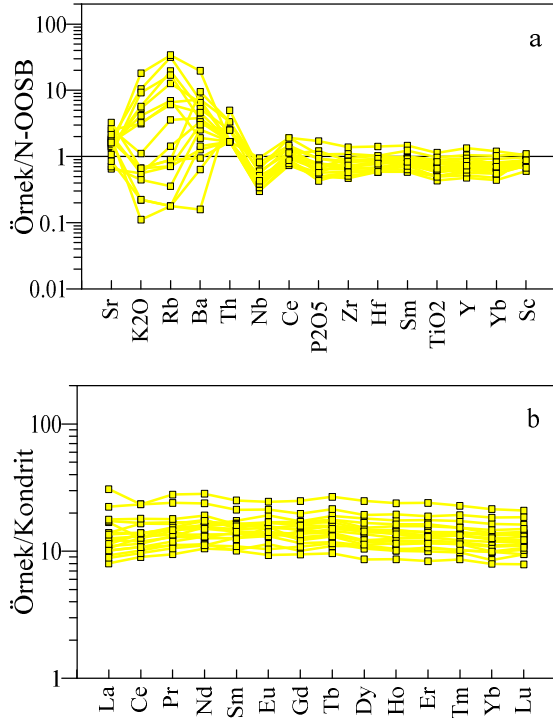 a
Örnek/N-OOSB
100
10
1
0.1
0.01
Sr K2O Rb Ba Th Nb Ce P2O5 Zr Hf Sm TiO2 Y Yb Sc
b
Örnek/Kondrit
100
10
1
La Ce Pr Nd Sm Eu Gd Tb Dy Ho Er Tm Yb Lu